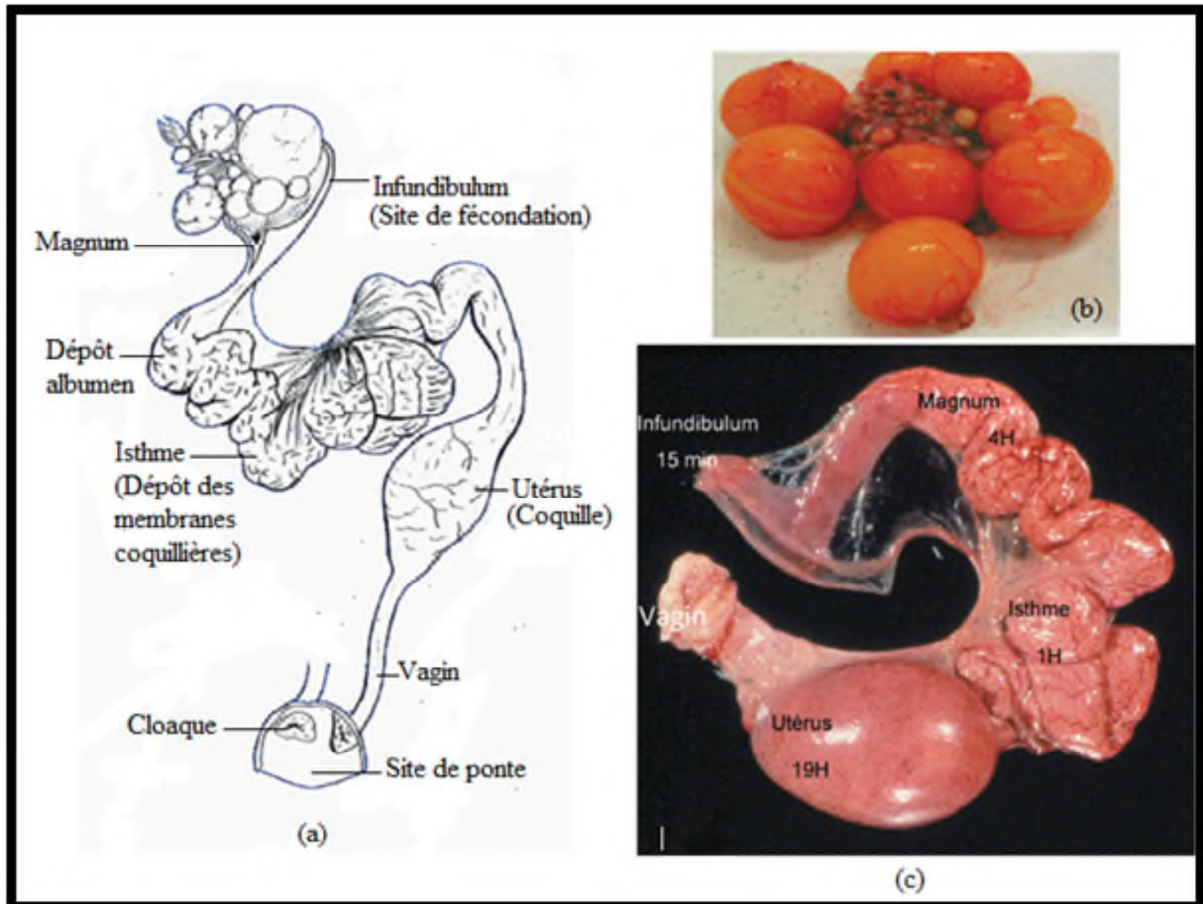 Infundibulum
(Site de fécondation)
Magnum
Dépôt
albumen
Isthme
(Dépôt des
membranes
coquillières)
Utérus
(Coquille)
Vagin
Cloaque
Site de ponte
(a)
(b)
Infundibulum
15 min
Magnum
4H
Isthme
1H
Vagin
Utérus
19H
(c)